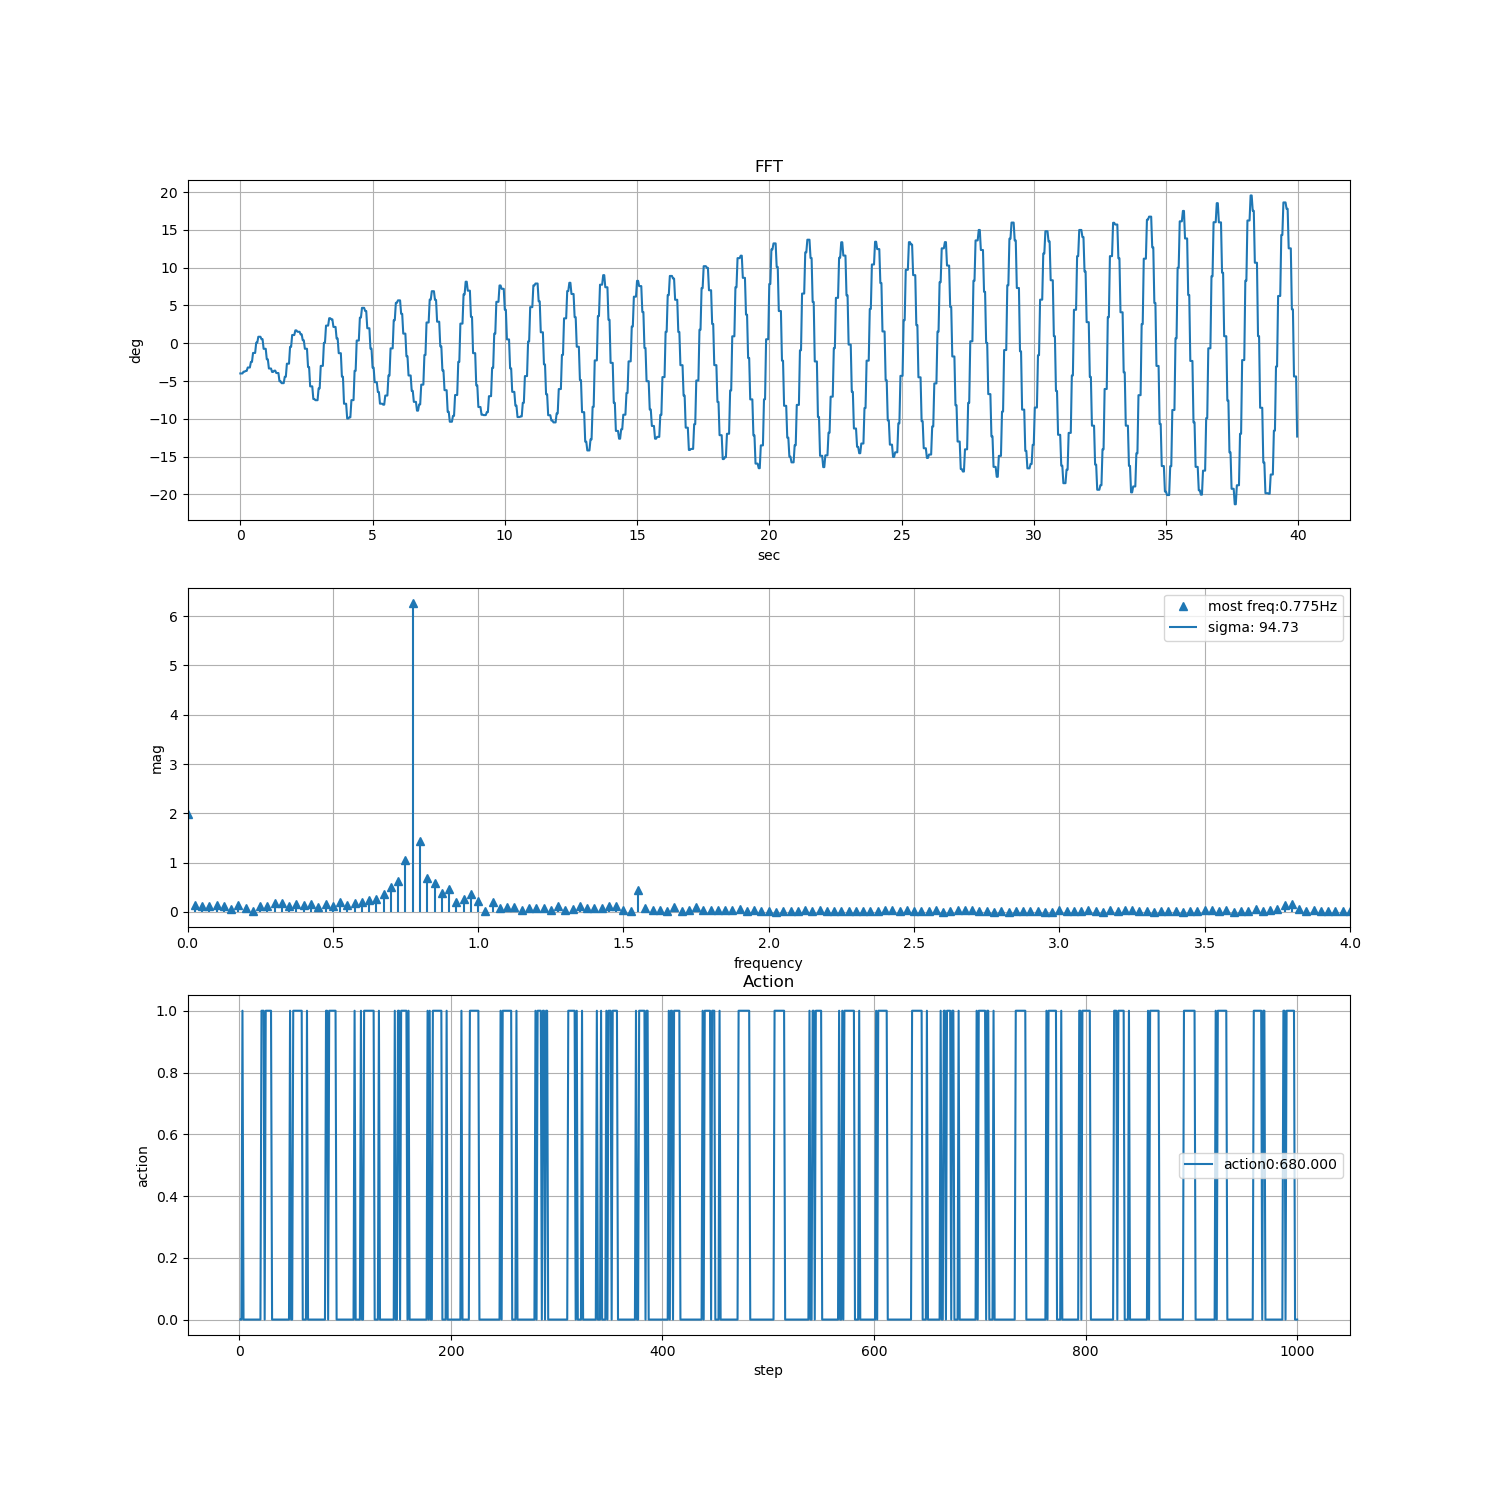 FFT
20
15
10
5
0
−5
−10
−15
−20
deg
0 5 10 15 20 25 30 35 40
sec
6
5
4
3
2
1
0
mag
most freq:0.775Hz
sigma: 94.73
0.0 0.5 1.0 1.5 2.0 2.5 3.0 3.5 4.0
frequency
Action
1.0
0.8
0.6
0.4
0.2
0.0
action
action0:680.000
0 200 400 600 800 1000
step